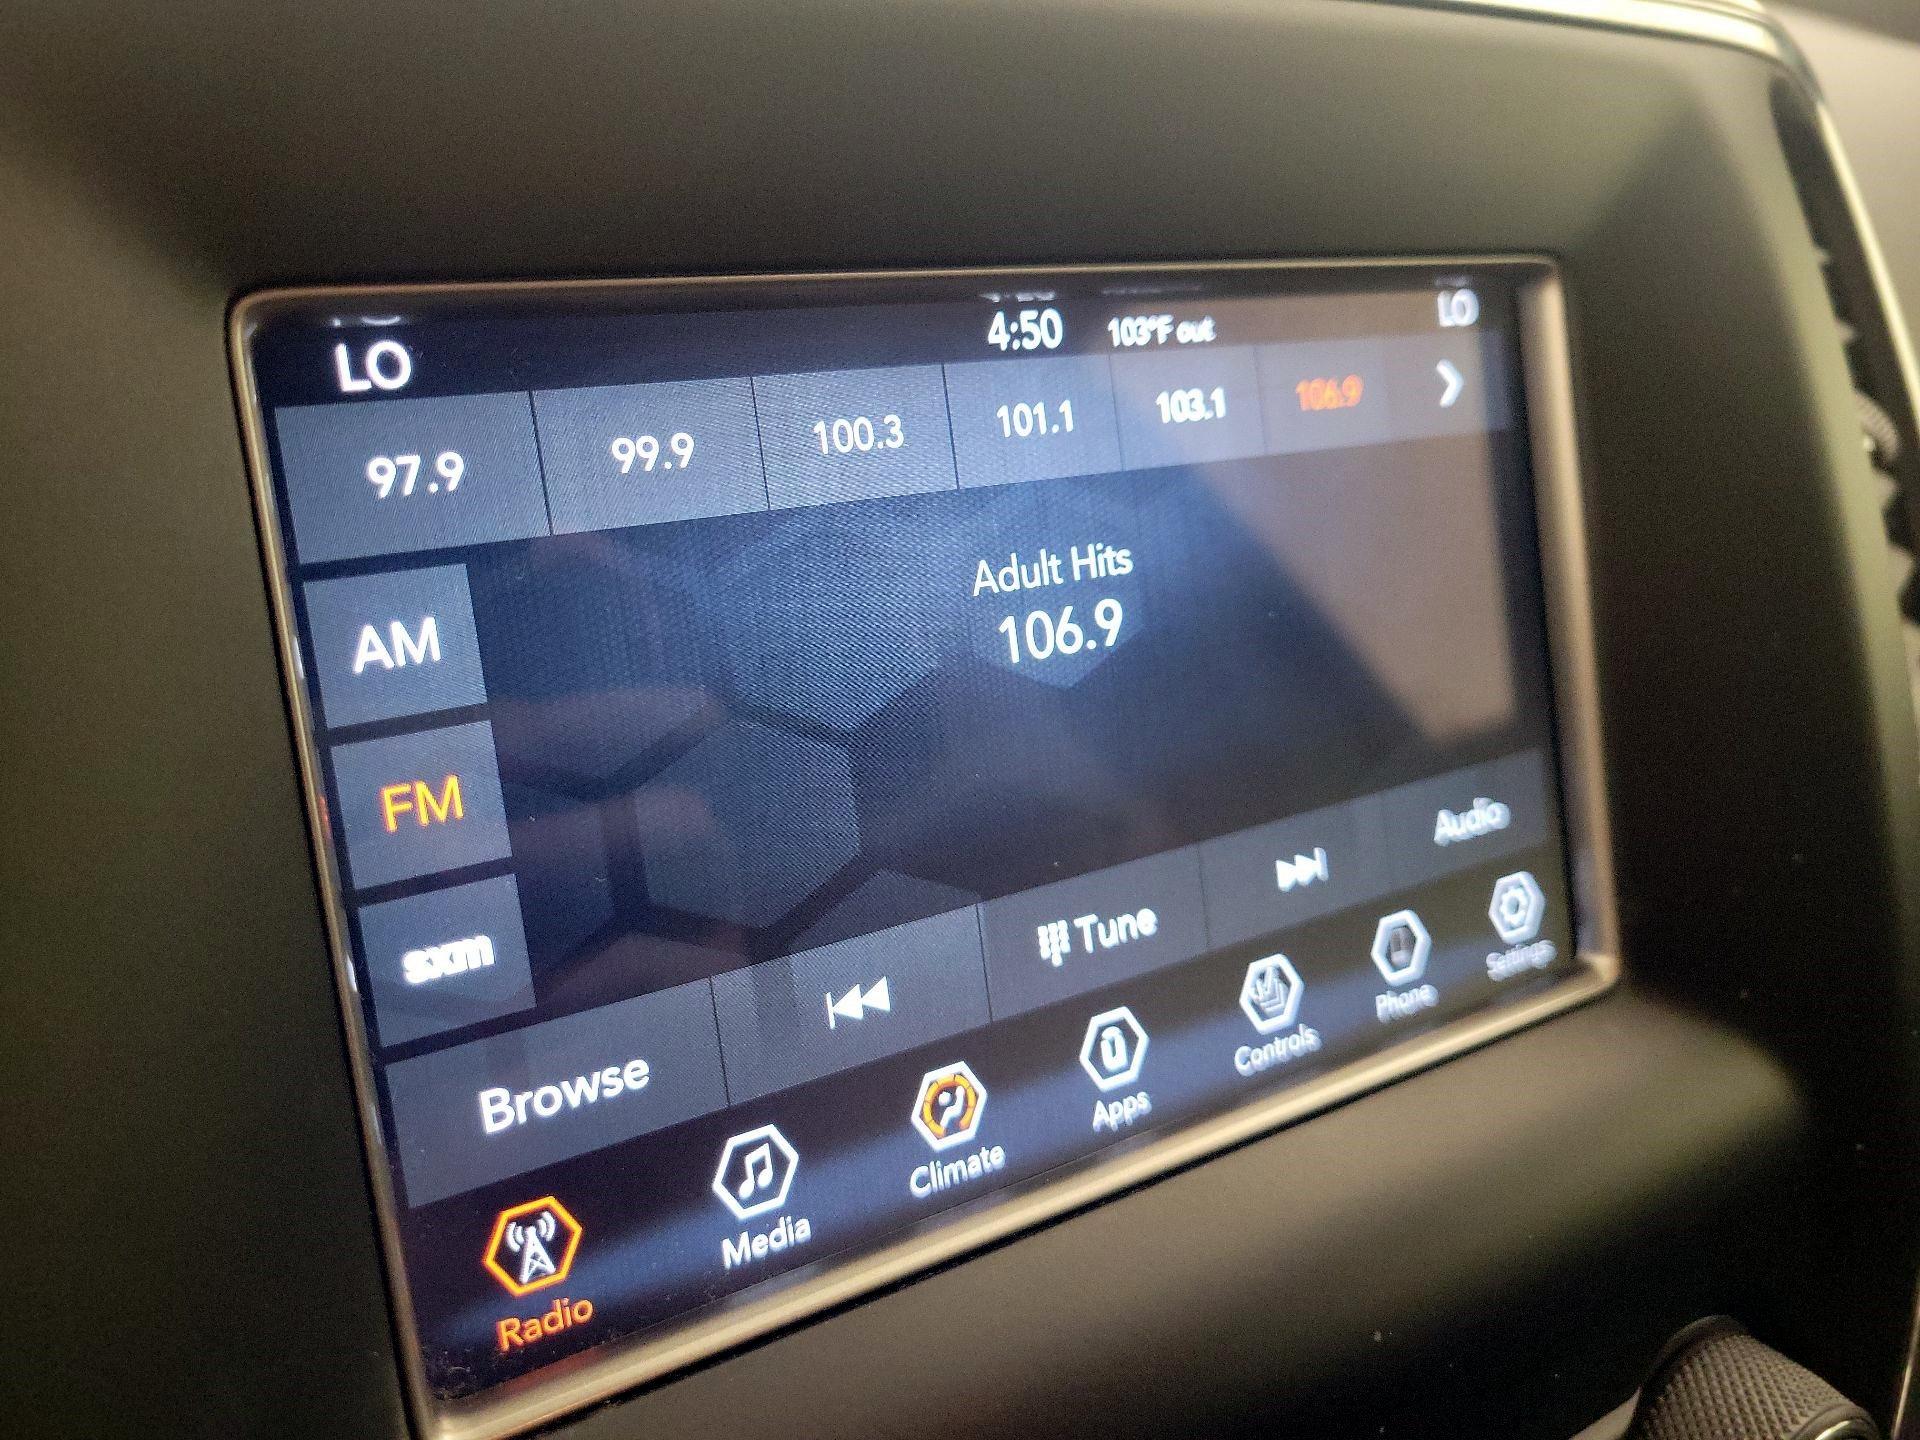 LO 4:50 103°F out LO
97.9 99.9 100.3 101.1 103.1 106.9
Adult Hits
106.9
AM
FM
sxm
Browse Tune Audio
Radio Media Climate Apps Controls Phone Settings